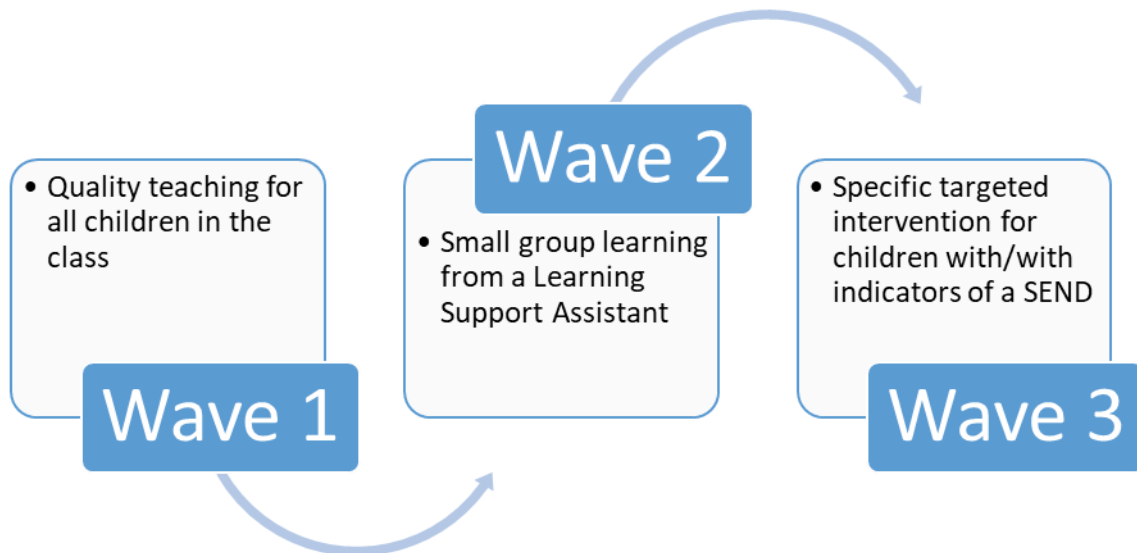 • Quality teaching for
all children in the
class
Wave 1
Wave 2
• Small group learning
from a Learning
Support Assistant
• Specific targeted
intervention for
children with/with
indicators of a SEND
Wave 3